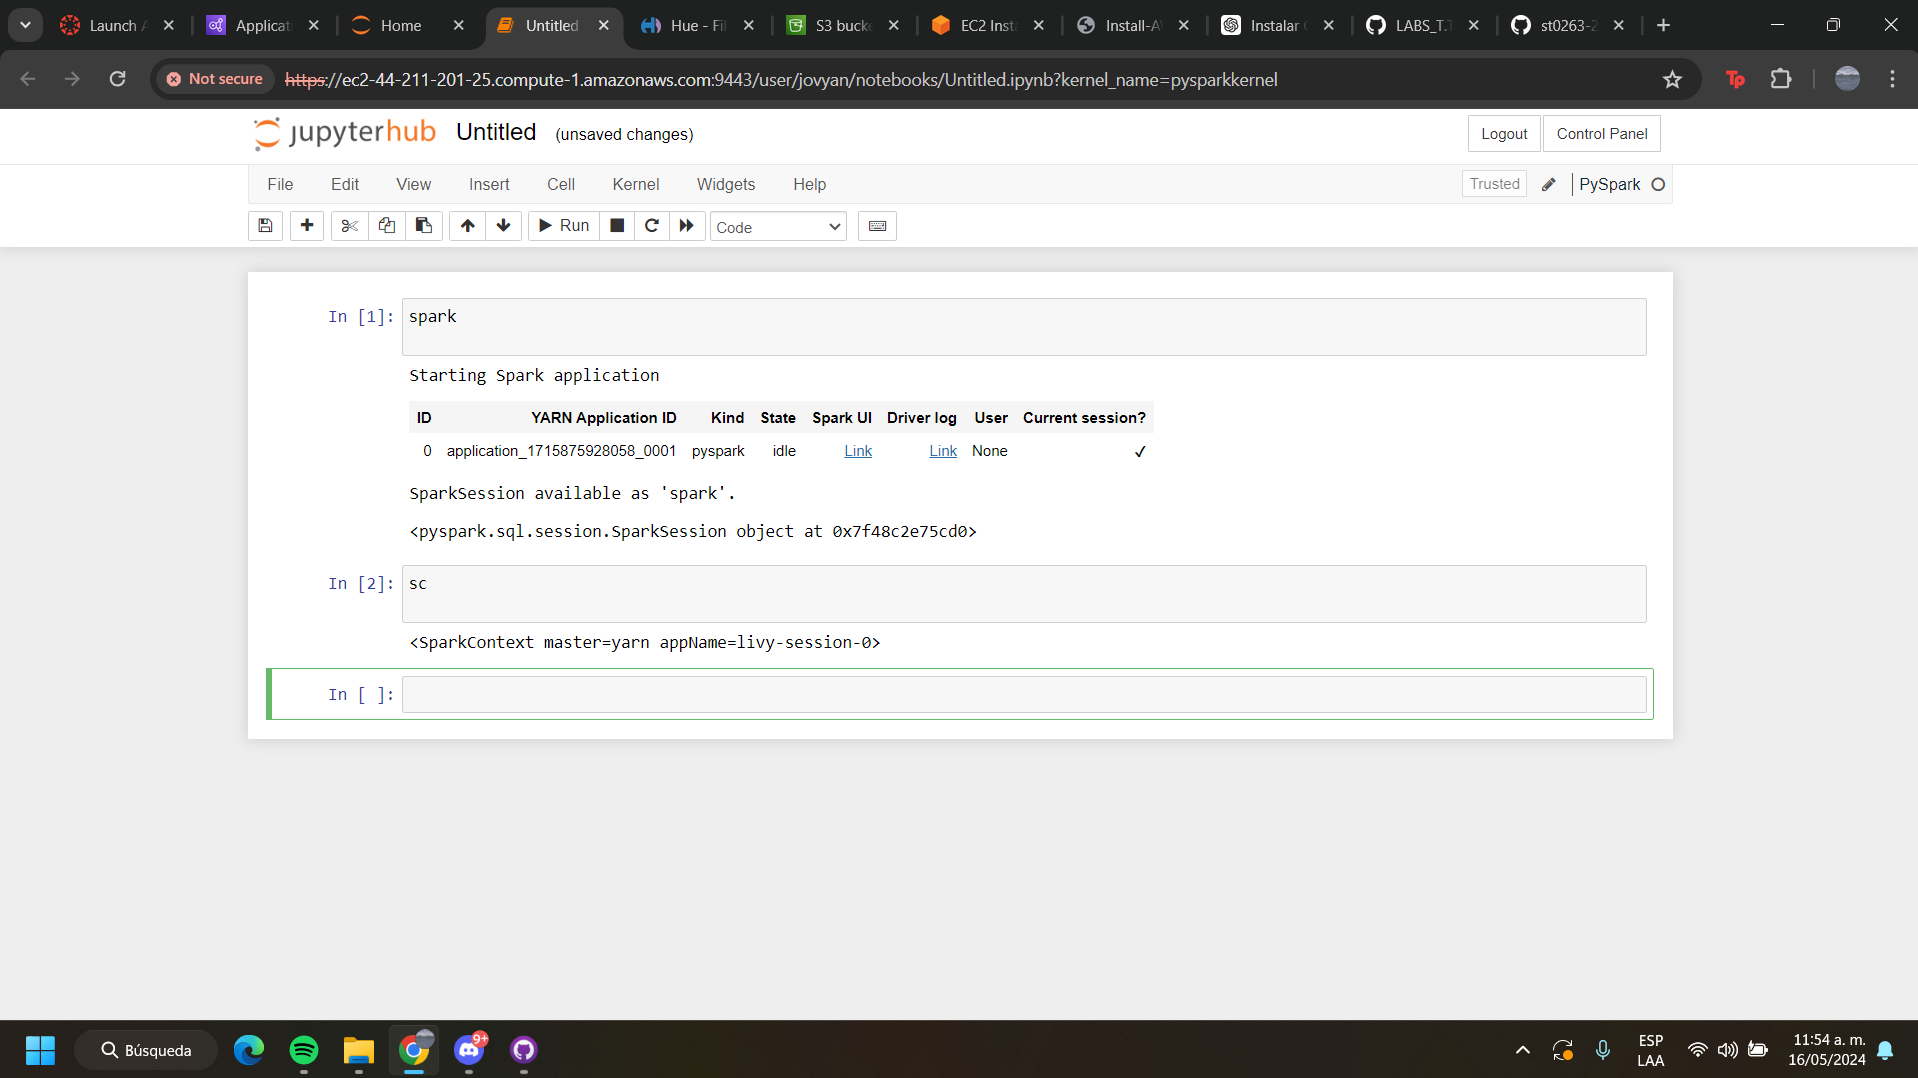 Launch A
Applicati
Home
Untitled
Hue - Fil
S3 bucke
EC2 Insta
Install-A
Instalar
LABS_T.T
st0263-2
Not secure
https://ec2-44-211-201-25.compute-1.amazonaws.com:9443/user/jovyan/notebooks/Untitled.ipynb?kernel_name=pysparkkernel
Tp
jupyterhub Untitled (unsaved changes)
Logout
Control Panel
File Edit View Insert Cell Kernel Widgets Help
Trusted
PySpark
Run
Code
In [1]: spark
Starting Spark application
ID YARN Application ID Kind State Spark UI Driver log User Current session?
0 application_1715875928058_0001 pyspark idle Link Link None ✓
SparkSession available as 'spark'.
<pyspark.sql.session.SparkSession object at 0x7f48c2e75cd0>
In [2]: sc
<SparkContext master=yarn appName=livy-session-0>
In [ ]:
Búsqueda
9+
ESP
LAA
11:54 a. m.
16/05/2024